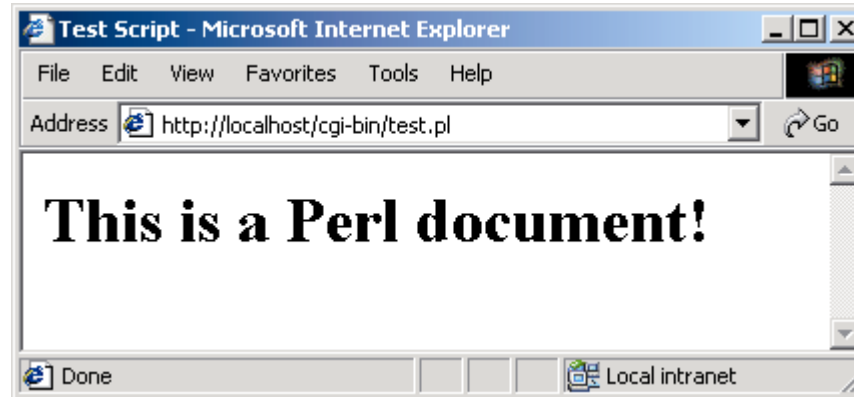 Test Script - Microsoft Internet Explorer
File Edit View Favorites Tools Help
Address http://localhost/cgi-bin/test.pl Go
This is a Perl document!
Done Local intranet